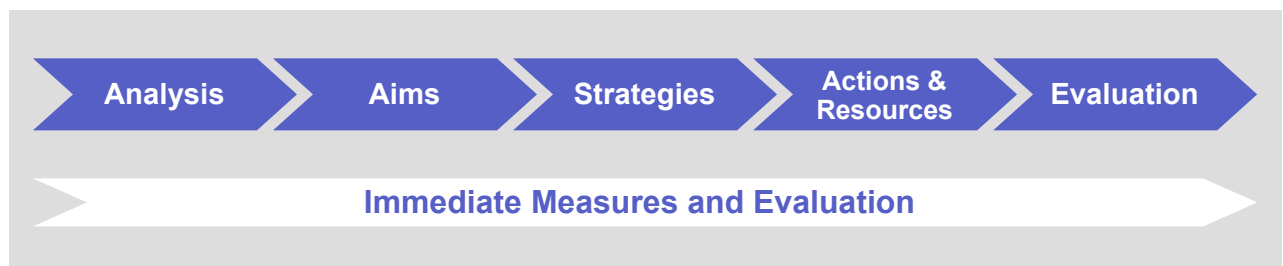 Analysis
Aims
Strategies
Actions &
Resources
Evaluation
Immediate Measures and Evaluation